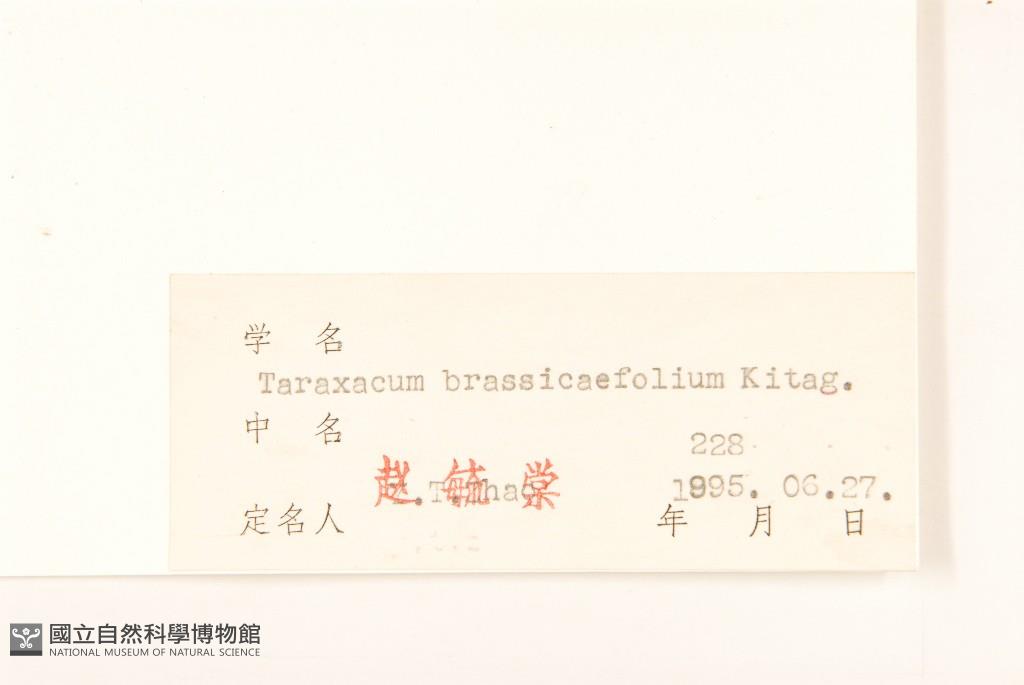 学 名
Taraxacum brassicaefolium Kitag.
中 名
228
赵 毓 棠
1995. 06.27.
定名人 年 月 日
國立自然科學博物館
NATIONAL MUSEUM OF NATURAL SCIENCE